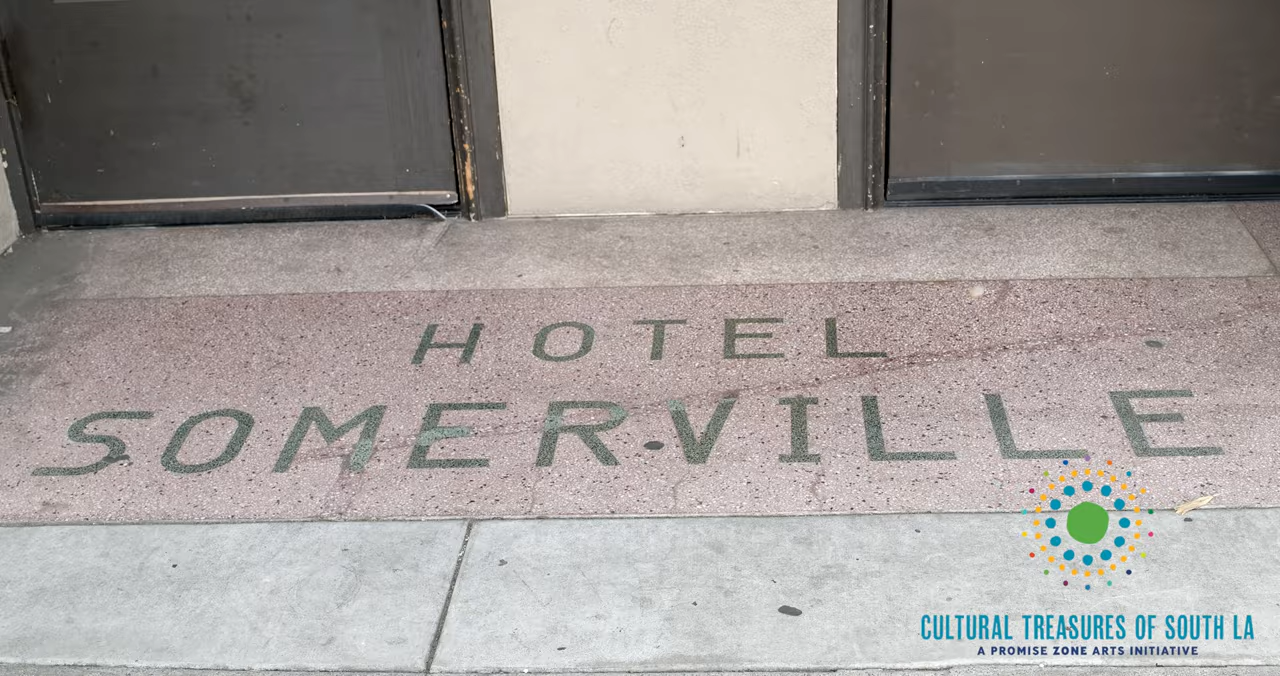 HOTEL
SOMERVILLE
CULTURAL TREASURES OF SOUTH LA
A PROMISE ZONE ARTS INITIATIVE